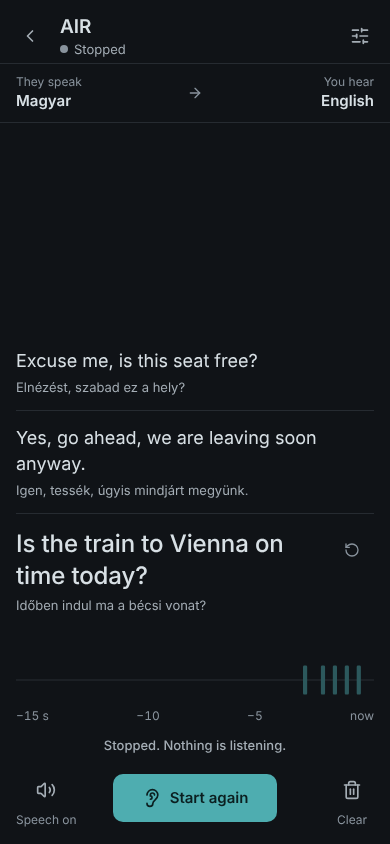 AIR
Stopped
They speak
Magyar
You hear
English
Excuse me, is this seat free?
Elnézést, szabad ez a hely?
Yes, go ahead, we are leaving soon
anyway.
Igen, tessék, úgyis mindjárt megyünk.
Is the train to Vienna on
time today?
Időben indul ma a bécsi vonat?
−15 s
−10
−5
now
Stopped. Nothing is listening.
Speech on
Start again
Clear